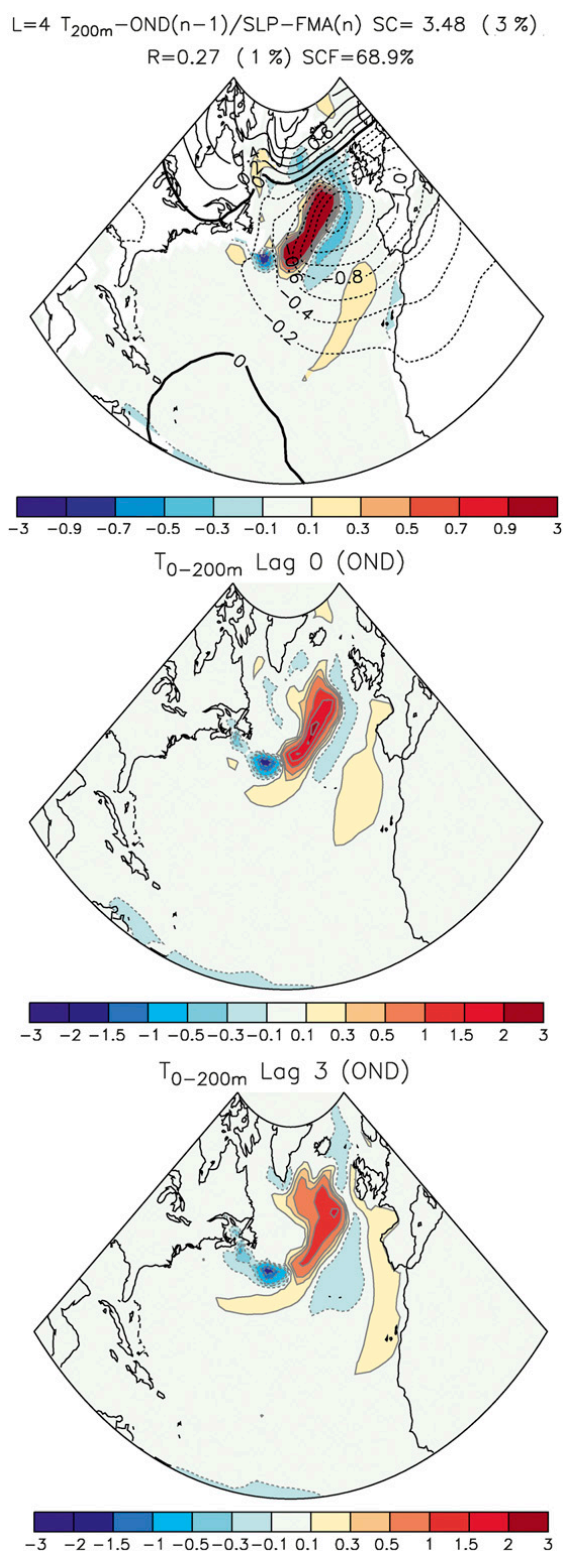 L=4 T200m-OND(n-1)/SLP-FMA(n) SC= 3.48 (3%)
R=0.27 (1%) SCF=68.9%
0
0
-0.8
-0.4
-0.2
0
-3 -0.9 -0.7 -0.5 -0.3 -0.1 0.1 0.3 0.5 0.7 0.9 3
T0-200m Lag 0 (OND)
-3 -2 -1.5 -1 -0.5 -0.3 -0.1 0.1 0.3 0.5 1 1.5 2 3
T0-200m Lag 3 (OND)
-3 -2 -1.5 -1 -0.5 -0.3 -0.1 0.1 0.3 0.5 1 1.5 2 3